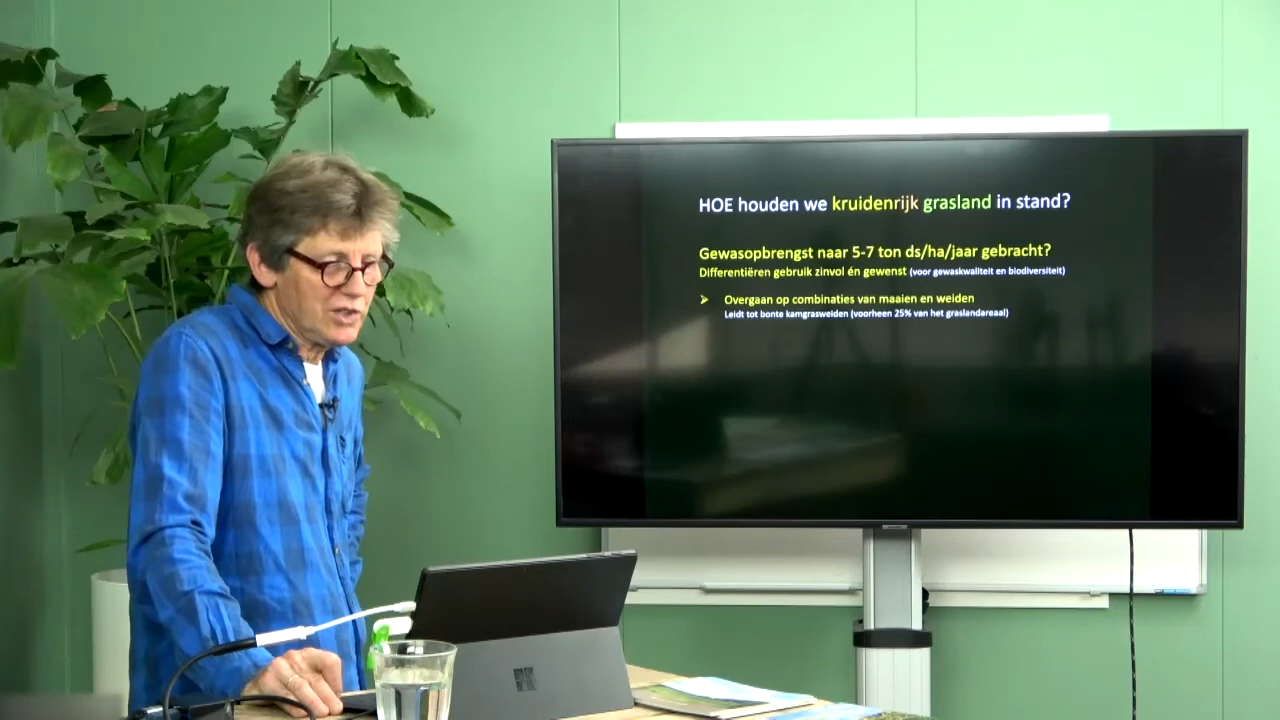 HOE houden we kruidenrijk grasland in stand?
Gewasopbrengst naar 5-7 ton ds/ha/jaar gebracht?
Differentiëren gebruik zinvol én gewenst (voor gewaskwaliteit en biodiversiteit)
➢ Overgaan op combinaties van maaien en weiden
Leidt tot bonte kamgrasweiden (voorheen 25% van het graslandareaal)